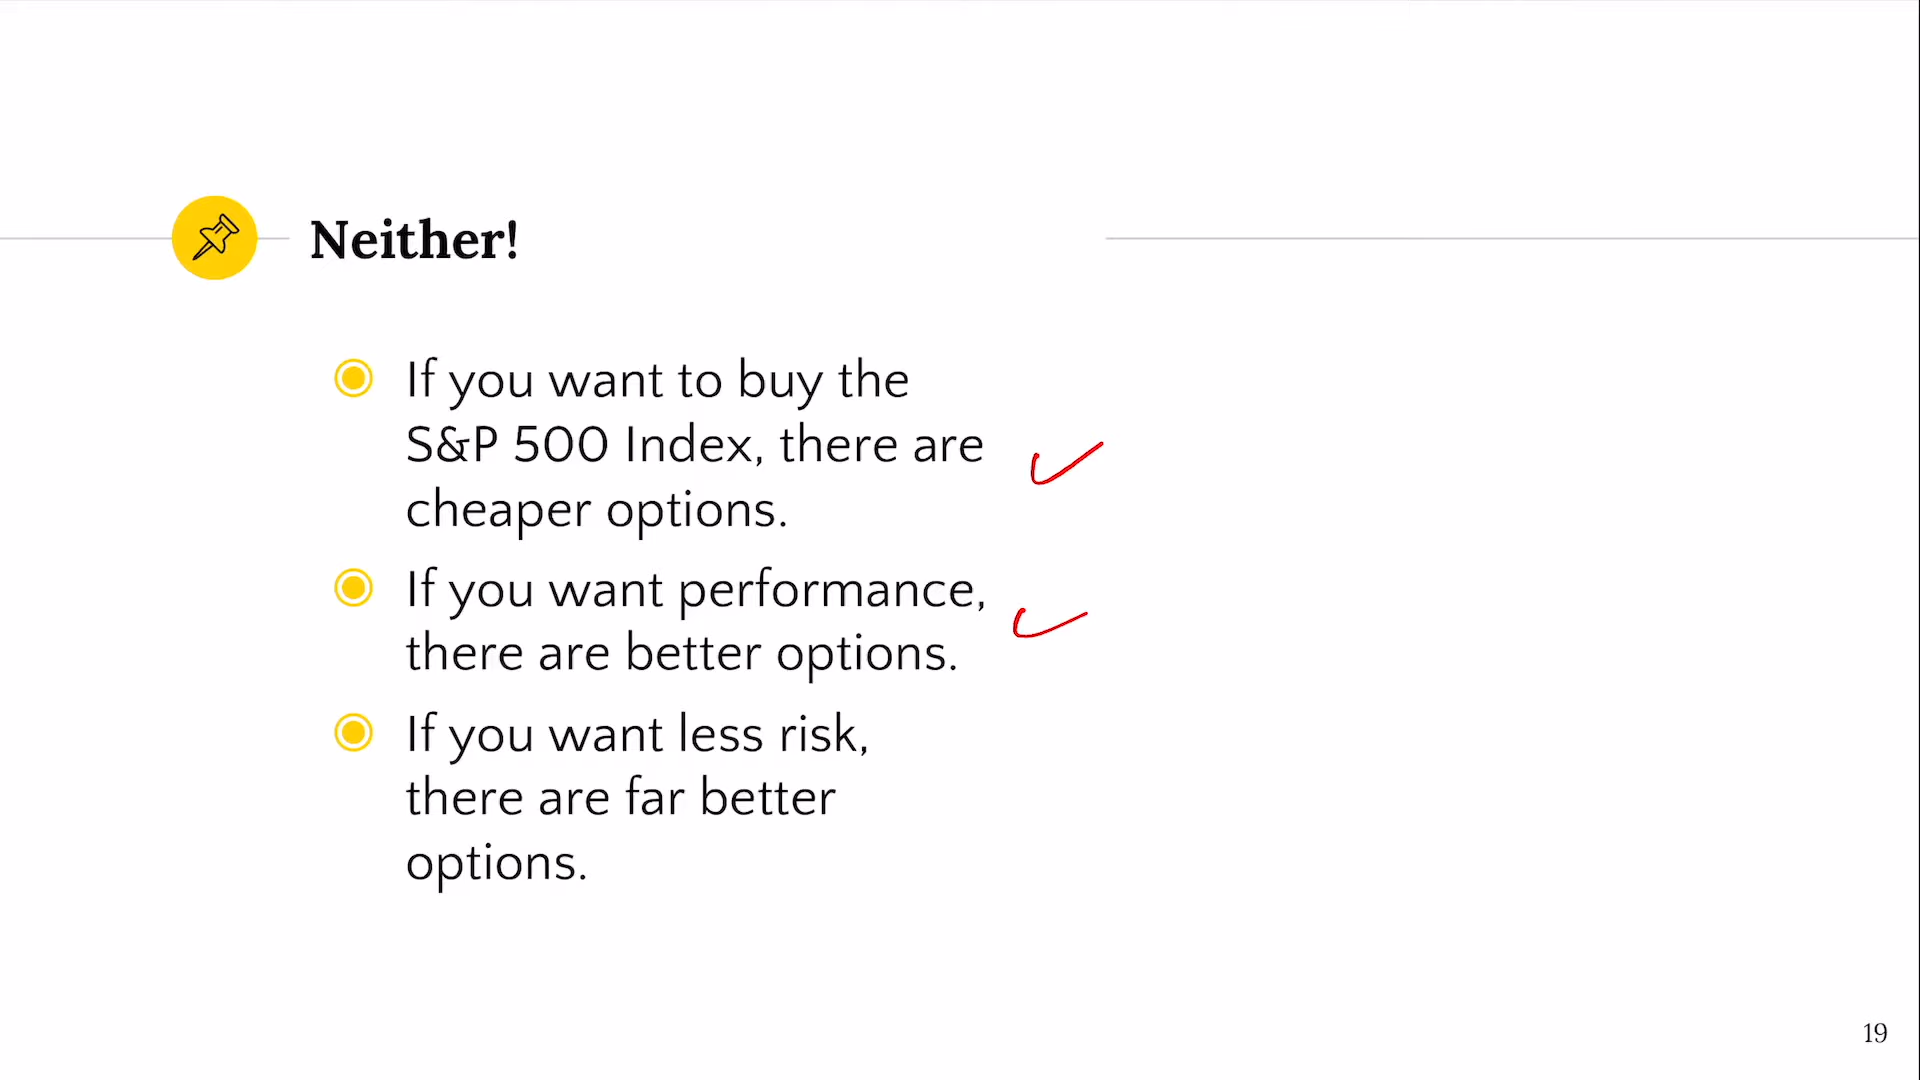 Neither!
If you want to buy the
S&P 500 Index, there are
cheaper options.
If you want performance,
there are better options.
If you want less risk,
there are far better
options.
19